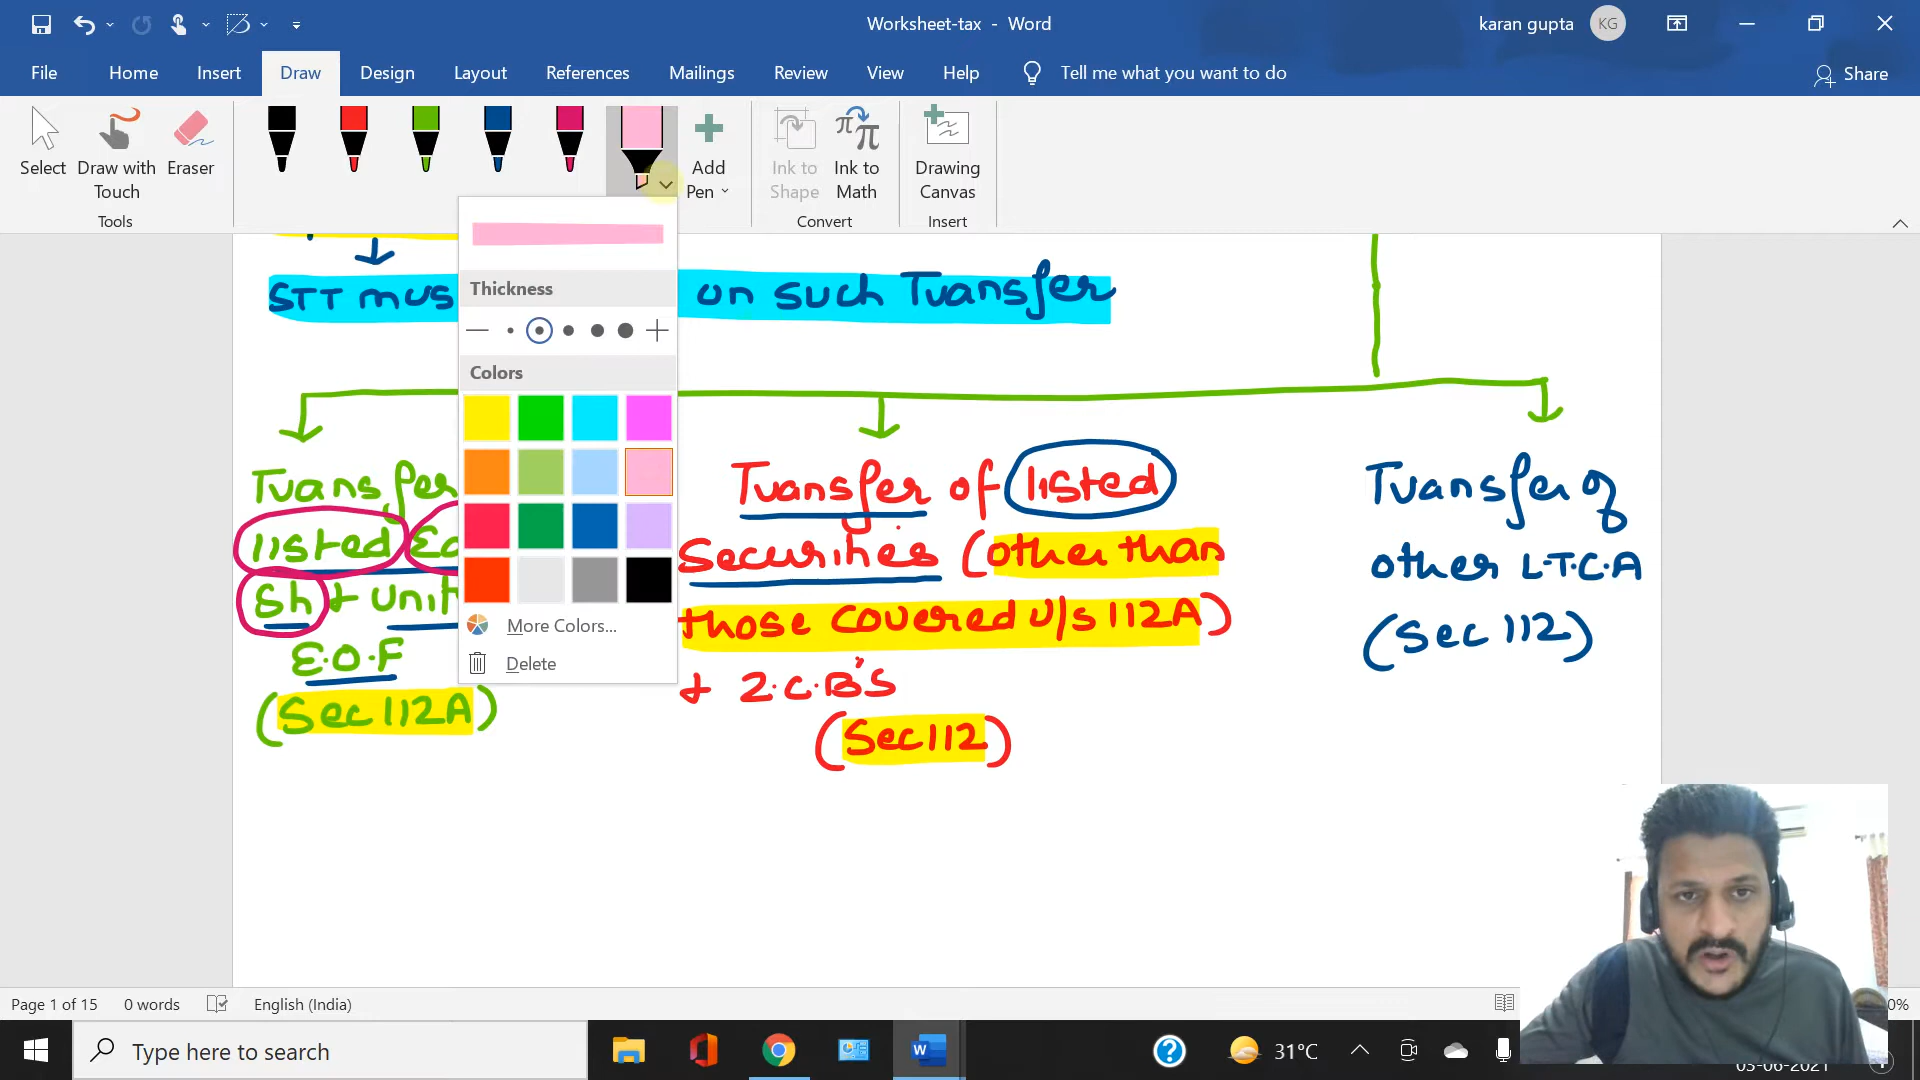 Worksheet-tax - Word
karan gupta
KG
File Home Insert Draw Design Layout References Mailings Review View Help Tell me what you want to do
Share
Select
Draw with Touch
Eraser
Add Pen
Ink to Shape
Ink to Math
Drawing Canvas
Tools
Convert
Insert
Thickness
Colors
More Colors...
Delete
STT mus on such Transfer
Transfer
listed
Sh + Unit
E.O.F
(Sec 112A)
Transfer of listed
Securities (other than
those covered U/s 112A)
+ Z.C.B's
(Sec 112)
Transfer of
other L.T.C.A
(Sec 112)
Page 1 of 15 0 words English (India)
0%
Type here to search
31°C
03-06-2021